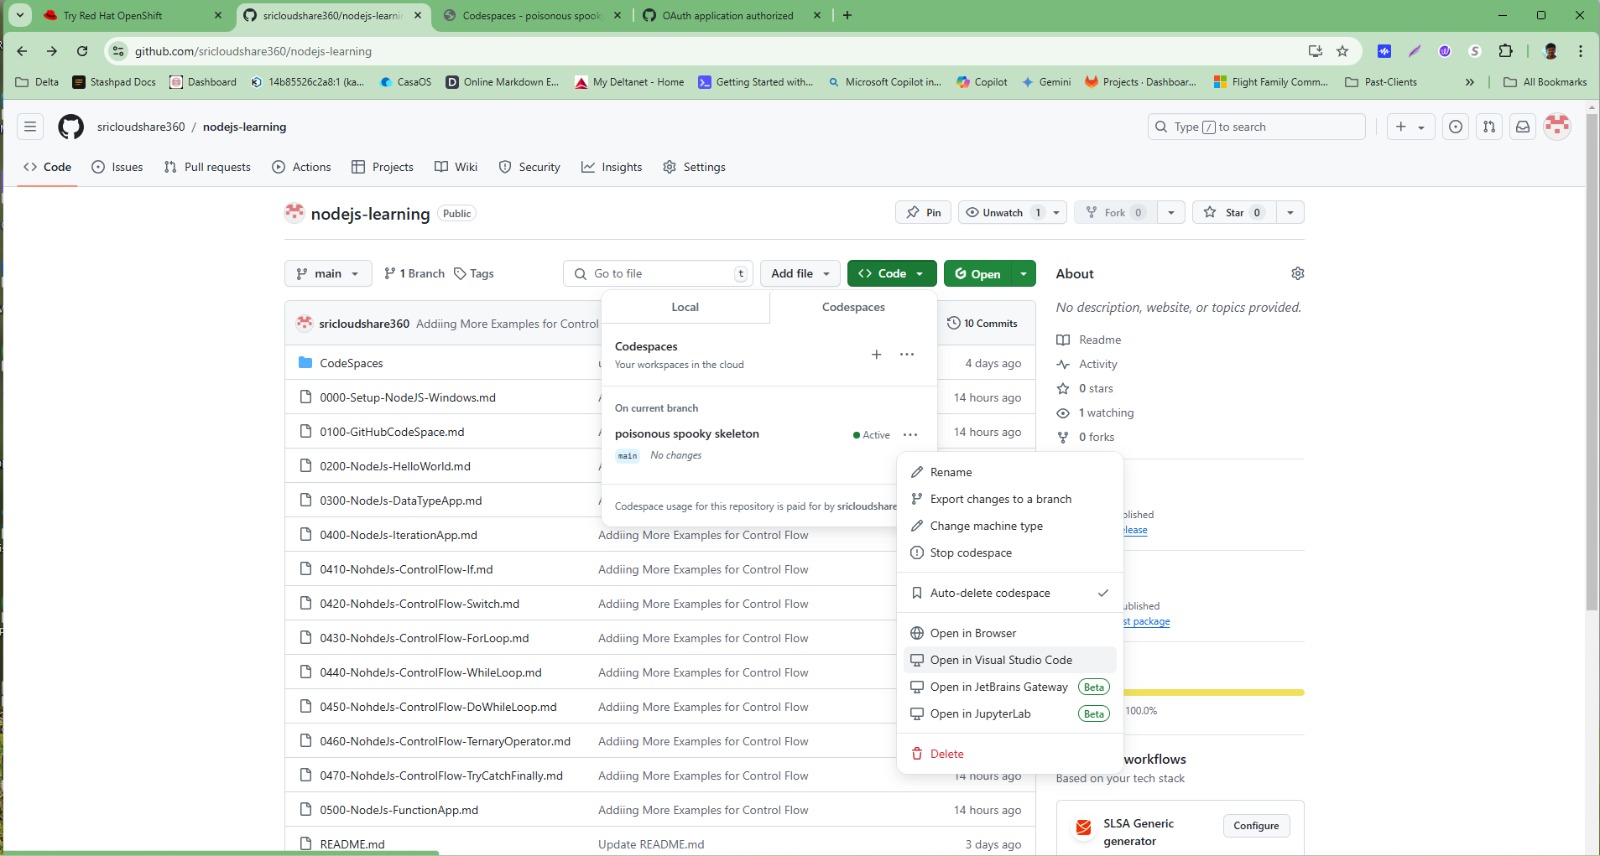 Try Red Hat OpenShift
sricloudshare360/nodejs-learnin
Codespaces - poisonous spook
OAuth application authorized
github.com/sricloudshare360/nodejs-learning
Delta
Stashpad Docs
Dashboard
14b85526c2a8:1 (ka...
CasaOS
Online Markdown E...
My Deltanet - Home
Getting Started with...
Microsoft Copilot in...
Copilot
Gemini
Projects · Dashboar...
Flight Family Comm...
Past-Clients
»
All Bookmarks
sricloudshare360 / nodejs-learning
Type / to search
Code
Issues
Pull requests
Actions
Projects
Wiki
Security
Insights
Settings
nodejs-learning
Public
Pin
Unwatch 1
Fork 0
Star 0
main
1 Branch
Tags
Go to file
t
Add file
Code
Open
About
No description, website, or topics provided.
Readme
Activity
0 stars
1 watching
0 forks
sricloudshare360 Adding More Examples for Control
10 Commits
Local
Codespaces
Codespaces
Your workspaces in the cloud
On current branch
poisonous spooky skeleton
Active
main No changes
Codespace usage for this repository is paid for by sricloudshare
Rename
Export changes to a branch
Change machine type
Stop codespace
Auto-delete codespace
Open in Browser
Open in Visual Studio Code
Open in JetBrains Gateway Beta
Open in JupyterLab Beta
Delete
CodeSpaces
4 days ago
0000-Setup-NodeJS-Windows.md
14 hours ago
0100-GitHubCodeSpace.md
14 hours ago
0200-NodeJs-HelloWorld.md
0300-NodeJs-DataTypeApp.md
0400-NodeJs-IterationApp.md Addiing More Examples for Control Flow
0410-NohdeJs-ControlFlow-If.md Addiing More Examples for Control Flow
0420-NohdeJs-ControlFlow-Switch.md Addiing More Examples for Control Flow
0430-NohdeJs-ControlFlow-ForLoop.md Addiing More Examples for Control Flow
0440-NohdeJs-ControlFlow-WhileLoop.md Addiing More Examples for Control Flow
0450-NohdeJs-ControlFlow-DoWhileLoop.md Addiing More Examples for Control Flow
0460-NohdeJs-ControlFlow-TernaryOperator.md Addiing More Examples for Control Flow
0470-NohdeJs-ControlFlow-TryCatchFinally.md Addiing More Examples for Control Flow
14 hours ago
0500-NodeJs-FunctionApp.md Addiing More Examples for Control Flow
14 hours ago
README.md Update README.md
3 days ago
blished
elease
ublished
st package
100.0%
workflows
Based on your tech stack
SLSA Generic
generator
Configure